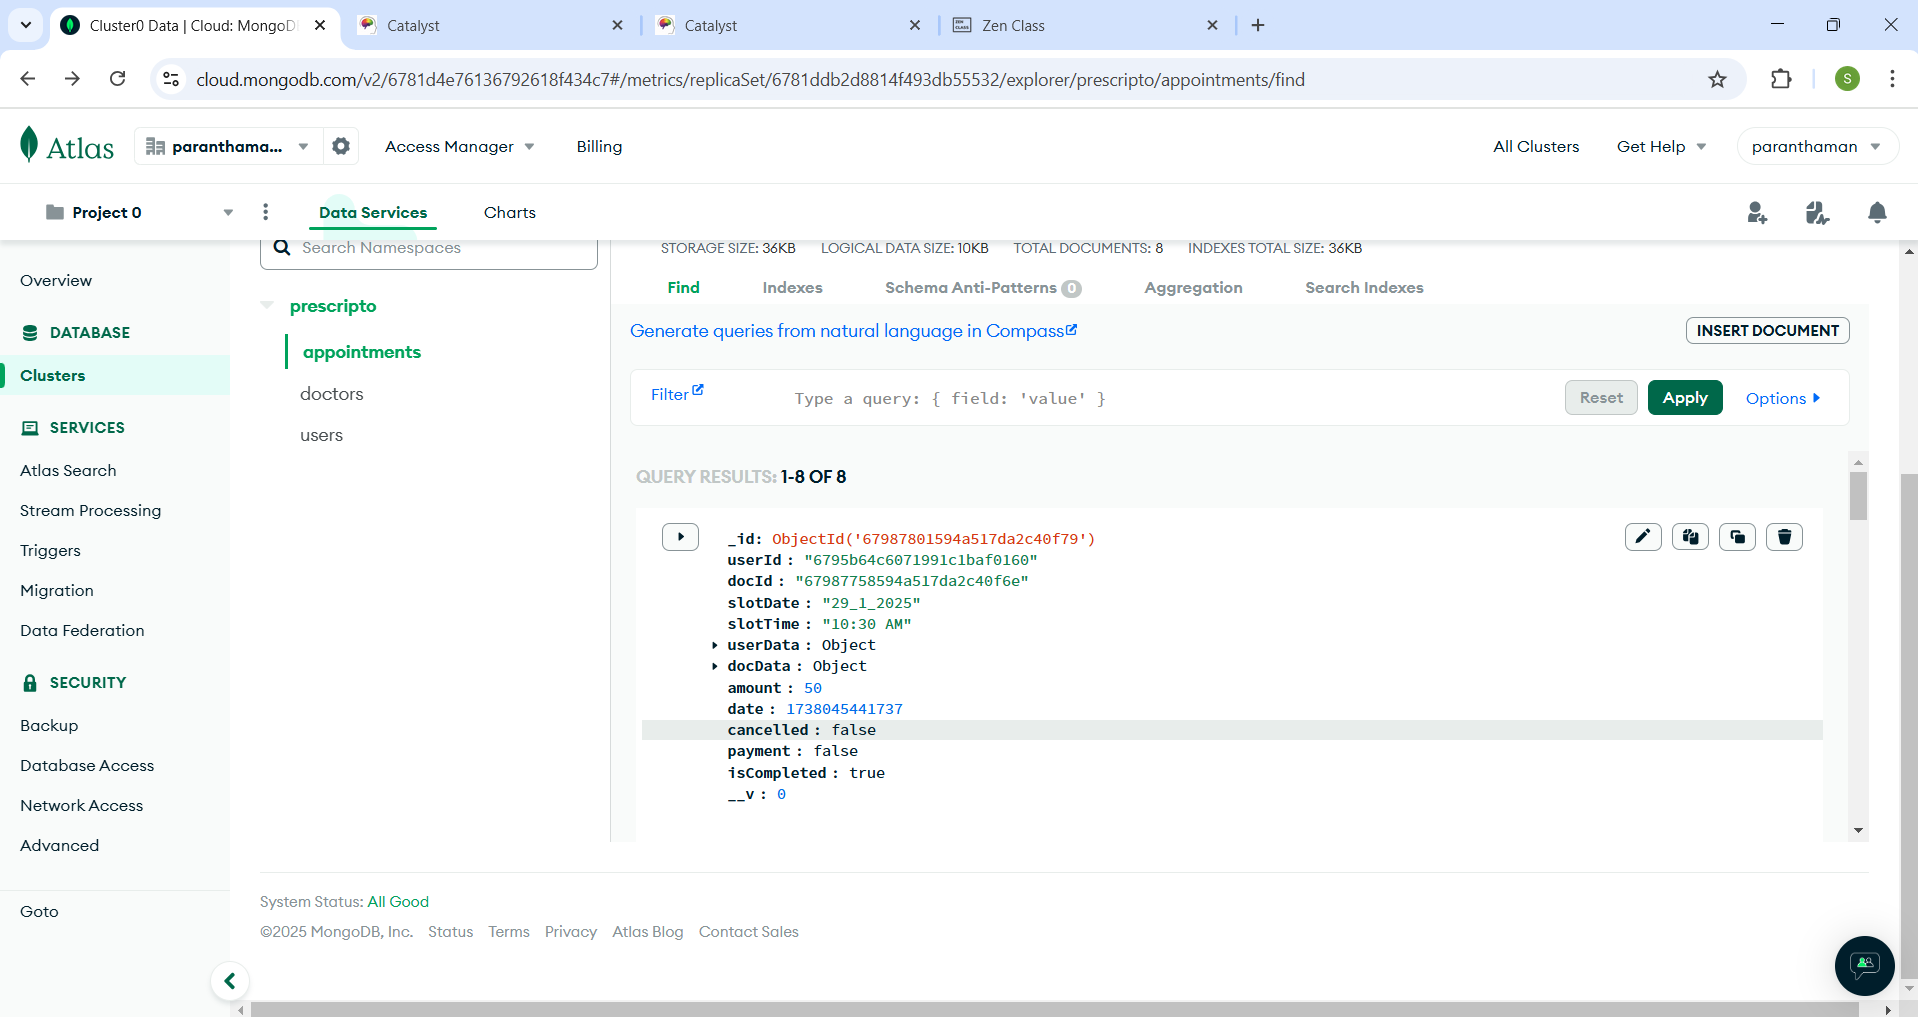 Cluster0 Data | Cloud: MongoD
Catalyst
Catalyst
Zen Class
cloud.mongodb.com/v2/6781d4e76136792618f434c7#/metrics/replicaSet/6781ddb2d8814f493db55532/explorer/prescripto/appointments/find
S
Atlas
paranthama...
Access Manager
Billing
All Clusters
Get Help
paranthaman
Project 0
Data Services
Charts
Overview
DATABASE
Clusters
SERVICES
Atlas Search
Stream Processing
Triggers
Migration
Data Federation
SECURITY
Backup
Database Access
Network Access
Advanced
Goto
Search Namespaces
prescripto
appointments
doctors
users
STORAGE SIZE: 36KB LOGICAL DATA SIZE: 10KB TOTAL DOCUMENTS: 8 INDEXES TOTAL SIZE: 36KB
Find Indexes Schema Anti-Patterns 0 Aggregation Search Indexes
Generate queries from natural language in Compass
INSERT DOCUMENT
Filter
Type a query: { field: 'value' }
Reset
Apply
Options
QUERY RESULTS: 1-8 OF 8
_id: ObjectId('67987801594a517da2c40f79')
userId : "6795b64c6071991c1baf0160"
docId : "67987758594a517da2c40f6e"
slotDate : "29_1_2025"
slotTime : "10:30 AM"
userData : Object
docData : Object
amount : 50
date : 1738045441737
cancelled : false
payment : false
isCompleted : true
__v : 0
System Status: All Good
©2025 MongoDB, Inc. Status Terms Privacy Atlas Blog Contact Sales